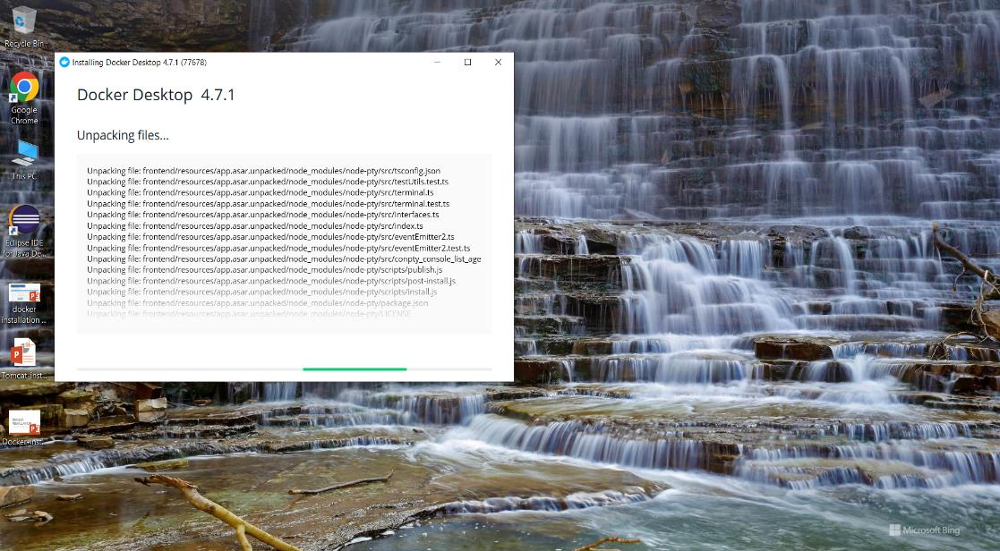 Recycle Bin
Google
Chrome
This PC
Eclipse IDE
for Java De...
docker
installation ...
Tomcat-inst...
Docker-inst...
Installing Docker Desktop 4.7.1 (77678)
Docker Desktop 4.7.1
Unpacking files...
Unpacking file: frontend/resources/app.asar.unpacked/node_modules/node-pty/src/tsconfig.json
Unpacking file: frontend/resources/app.asar.unpacked/node_modules/node-pty/src/testUtils.test.ts
Unpacking file: frontend/resources/app.asar.unpacked/node_modules/node-pty/src/terminal.ts
Unpacking file: frontend/resources/app.asar.unpacked/node_modules/node-pty/src/terminal.test.ts
Unpacking file: frontend/resources/app.asar.unpacked/node_modules/node-pty/src/interfaces.ts
Unpacking file: frontend/resources/app.asar.unpacked/node_modules/node-pty/src/index.ts
Unpacking file: frontend/resources/app.asar.unpacked/node_modules/node-pty/src/eventEmitter2.ts
Unpacking file: frontend/resources/app.asar.unpacked/node_modules/node-pty/src/eventEmitter2.test.ts
Unpacking file: frontend/resources/app.asar.unpacked/node_modules/node-pty/src/conpty_console_list_age
Unpacking file: frontend/resources/app.asar.unpacked/node_modules/node-pty/scripts/publish.js
Unpacking file: frontend/resources/app.asar.unpacked/node_modules/node-pty/scripts/post-install.js
Unpacking file: frontend/resources/app.asar.unpacked/node_modules/node-pty/scripts/install.js
Unpacking file: frontend/resources/app.asar.unpacked/node_modules/node-pty/package.json
Unpacking file: frontend/resources/app.asar.unpacked/node_modules/node-pty/LICENSE
Microsoft Bing